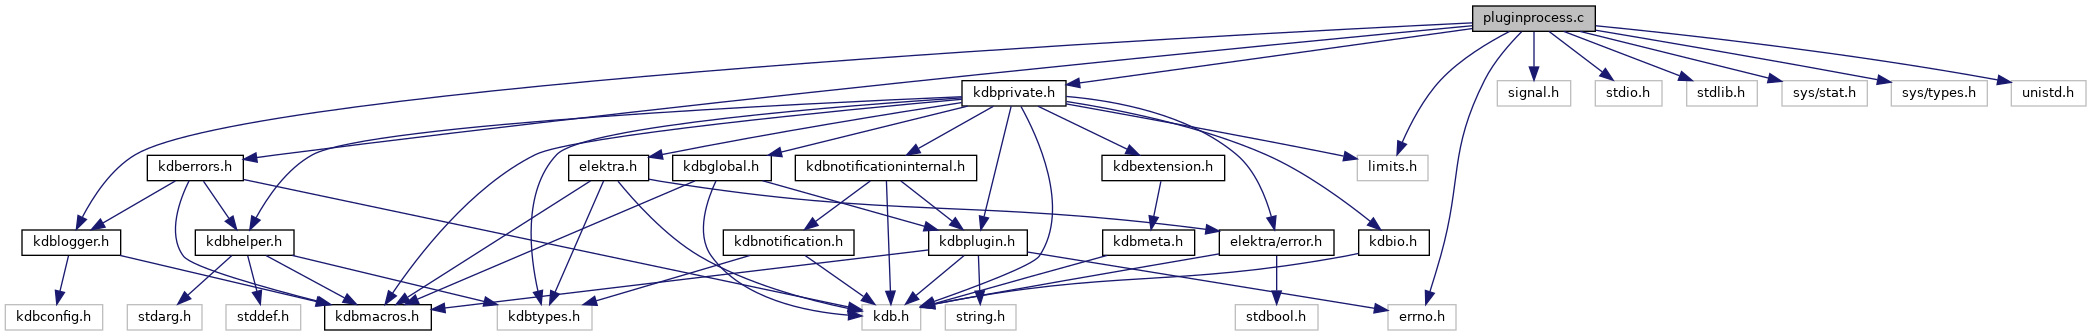 pluginprocess.c
kdbprivate.h
signal.h
stdio.h
stdlib.h
sys/stat.h
sys/types.h
unistd.h
kdberrors.h
elektra.h
kdbglobal.h
kdbnotificationinternal.h
kdbextension.h
limits.h
kdblogger.h
kdbhelper.h
kdbnotification.h
kdbplugin.h
kdbmeta.h
elektra/error.h
kdbio.h
kdbconfig.h
stdarg.h
stddef.h
kdbmacros.h
kdbtypes.h
kdb.h
string.h
stdbool.h
errno.h